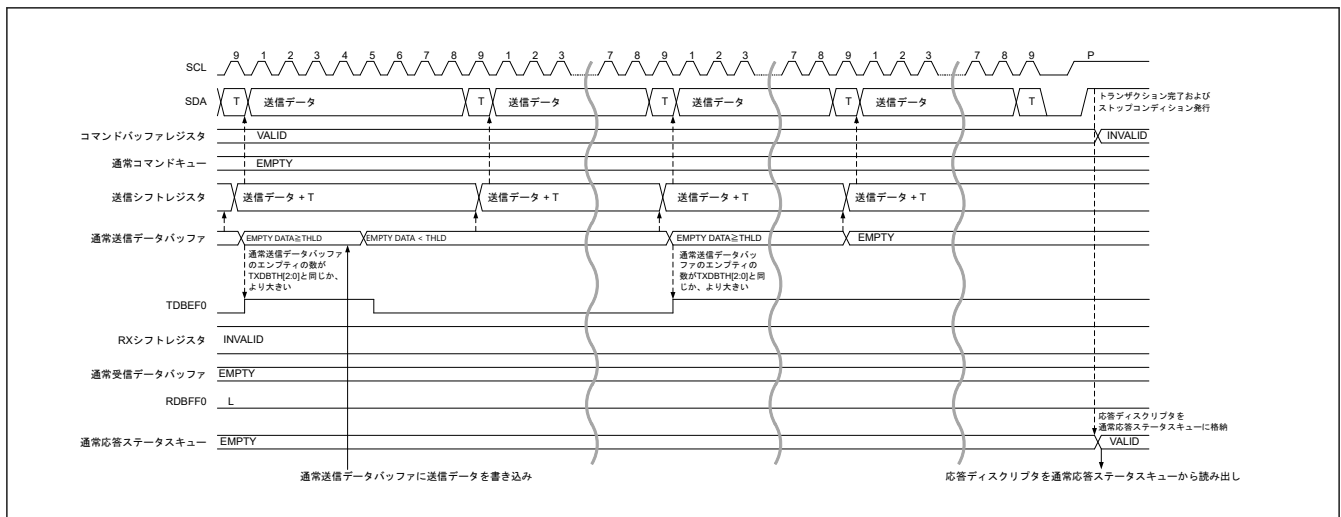 SCL 9 1 2 3 4 5 6 7 8 9 1 2 3 7 8 9 1 2 3 7 8 9 1 2 3 7 8 9 P
SDA T 送信データ T 送信データ T 送信データ T 送信データ T
トランザクション完了および
ストップコンディション発行
コマンドバッファレジスタ VALID INVALID
通常コマンドキュー EMPTY
送信シフトレジスタ 送信データ + T 送信データ + T 送信データ + T 送信データ + T
通常送信データバッファ EMPTY DATA≧THLD EMPTY DATA < THLD EMPTY DATA≧THLD EMPTY
通常送信データバッファ
のエンプティの数が
TXDBTH[2:0]と同じか、
より大きい
通常送信データバッ
ファのエンプティの
数がTXDBTH[2:0]と同
じか、より大きい
TDBEF0
RXシフトレジスタ INVALID
通常受信データバッファ EMPTY
RDBFF0 L
応答ディスクリプタを
通常応答ステータスキューに格納
通常応答ステータスキュー EMPTY VALID
通常送信データバッファに送信データを書き込み
応答ディスクリプタを通常応答ステータスキューから読み出し